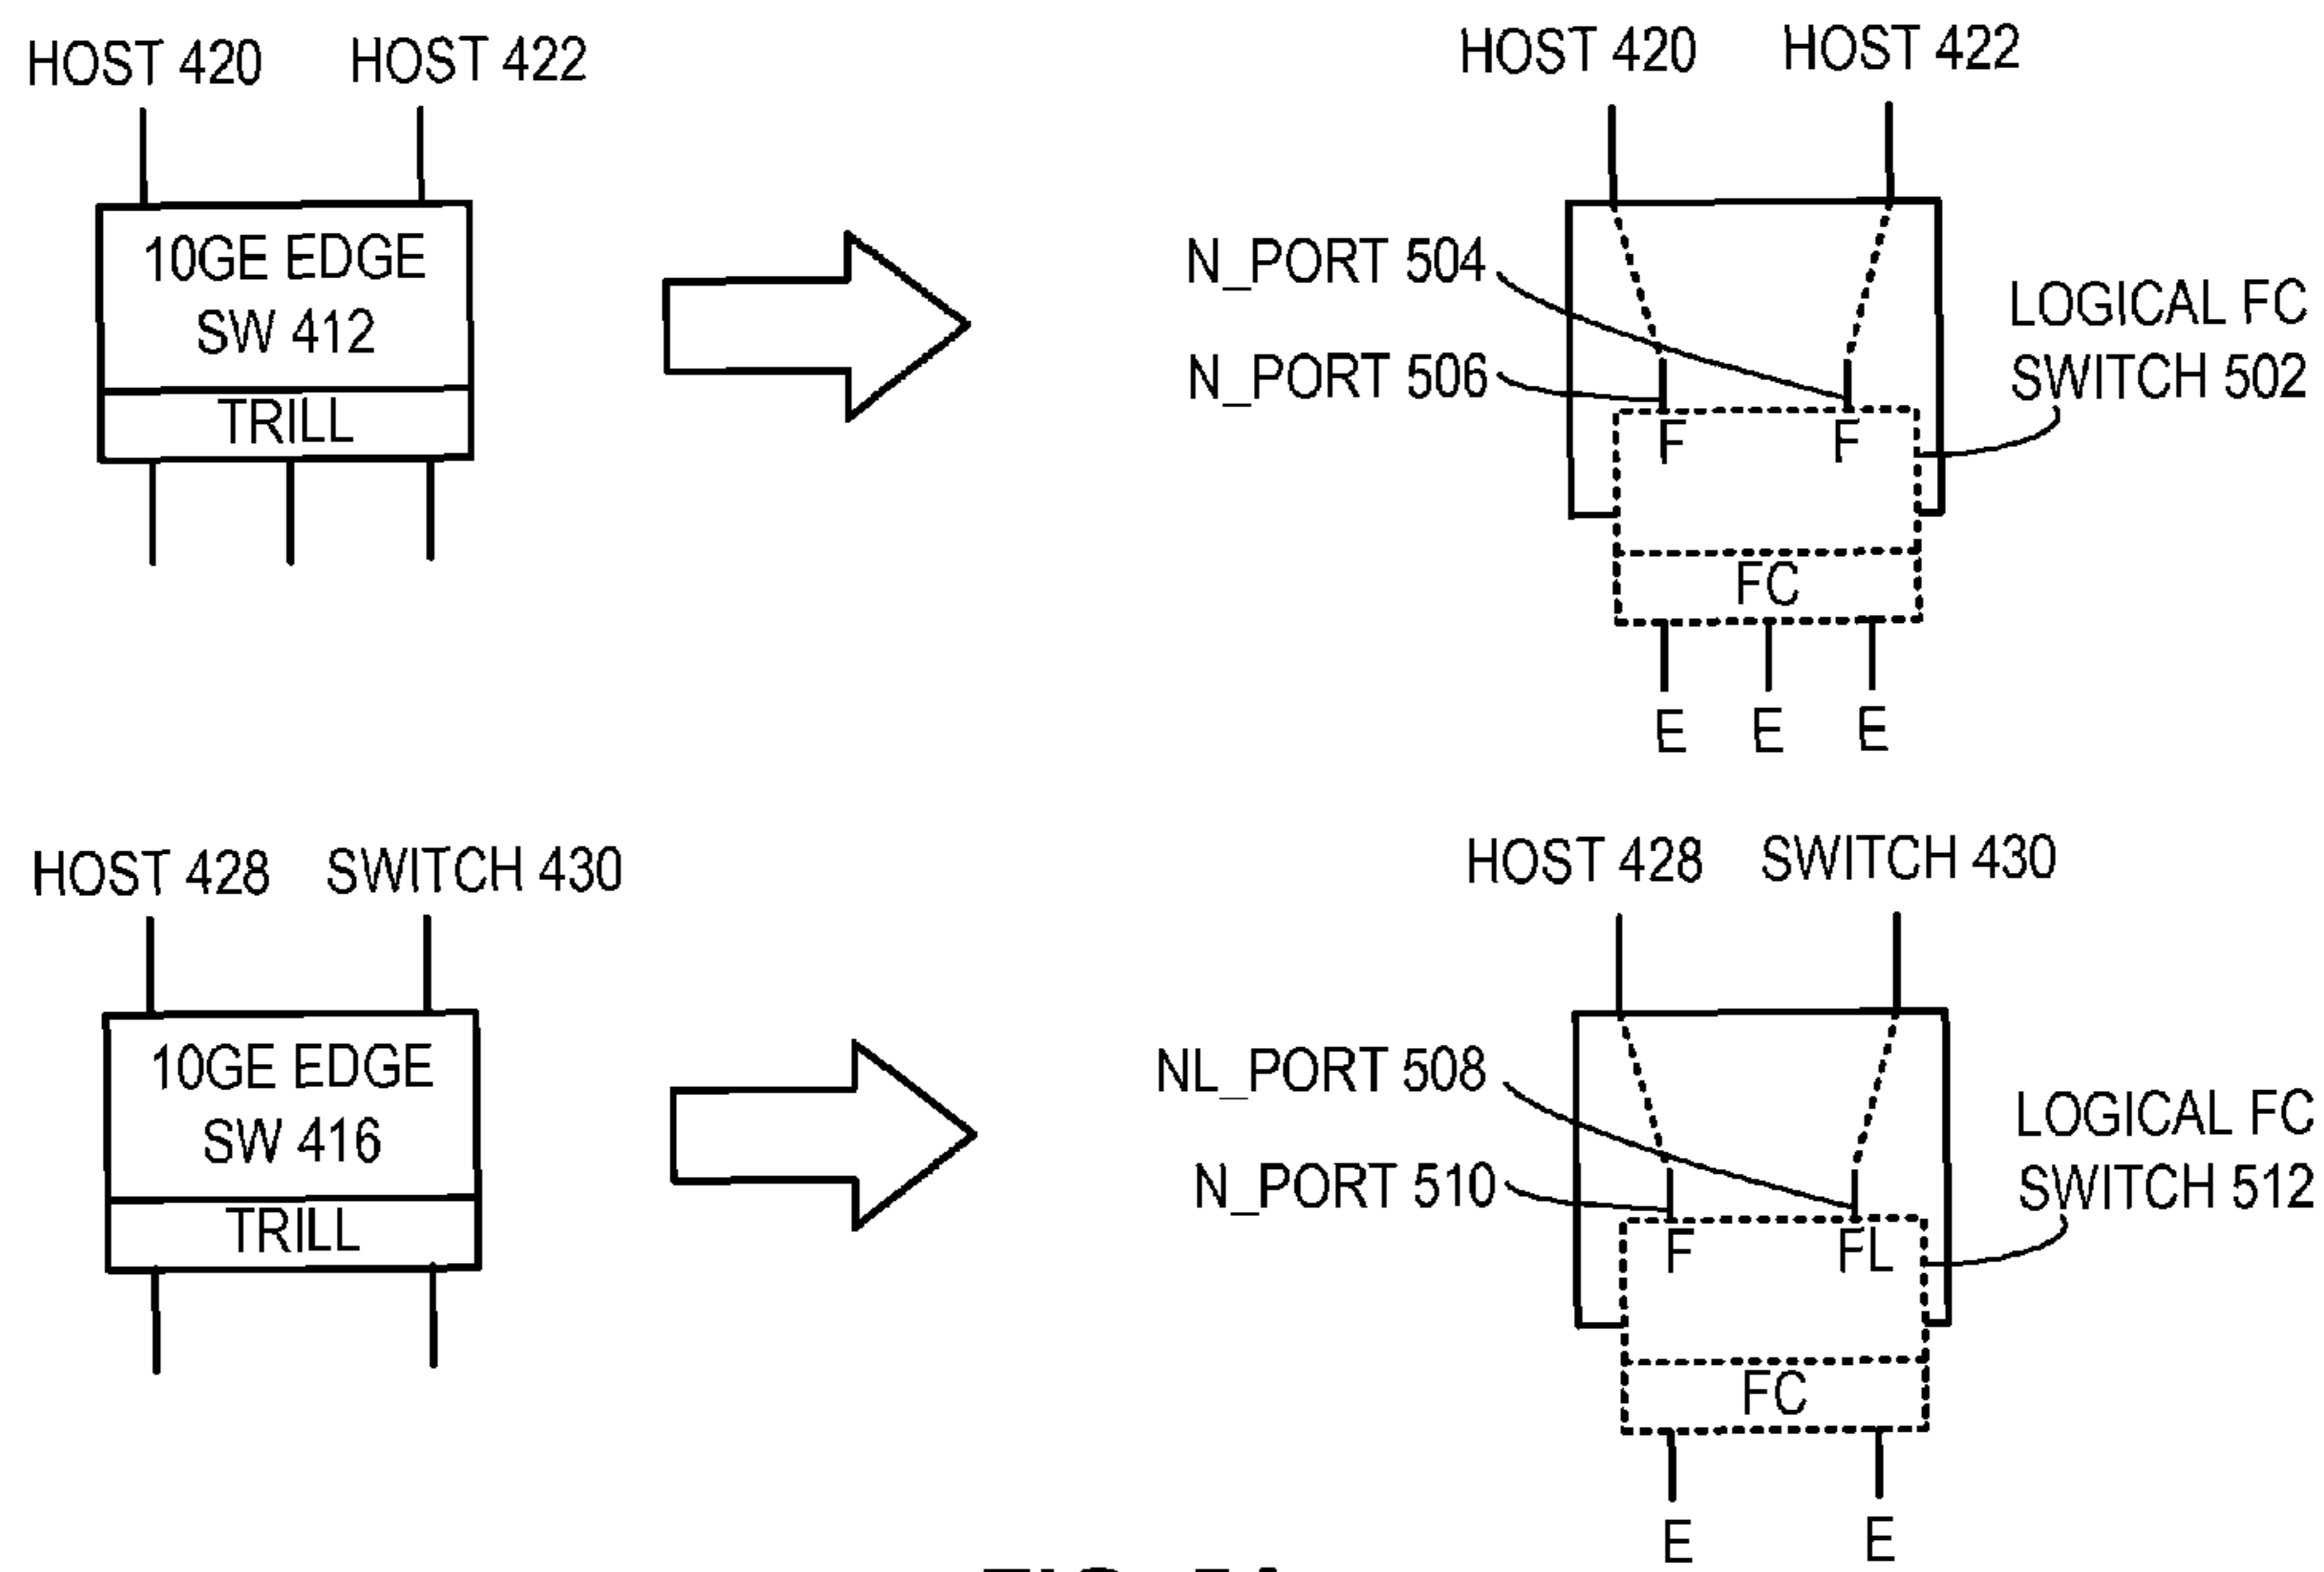 HOST 420 HOST 422
10GE EDGE
SW 412
TRILL
HOST 420 HOST 422
N_PORT 504
N_PORT 506
LOGICAL FC
SWITCH 502
F F
FC
E E E
HOST 428 SWITCH 430
10GE EDGE
SW 416
TRILL
HOST 428 SWITCH 430
NL_PORT 508
N_PORT 510
LOGICAL FC
SWITCH 512
F FL
FC
E E